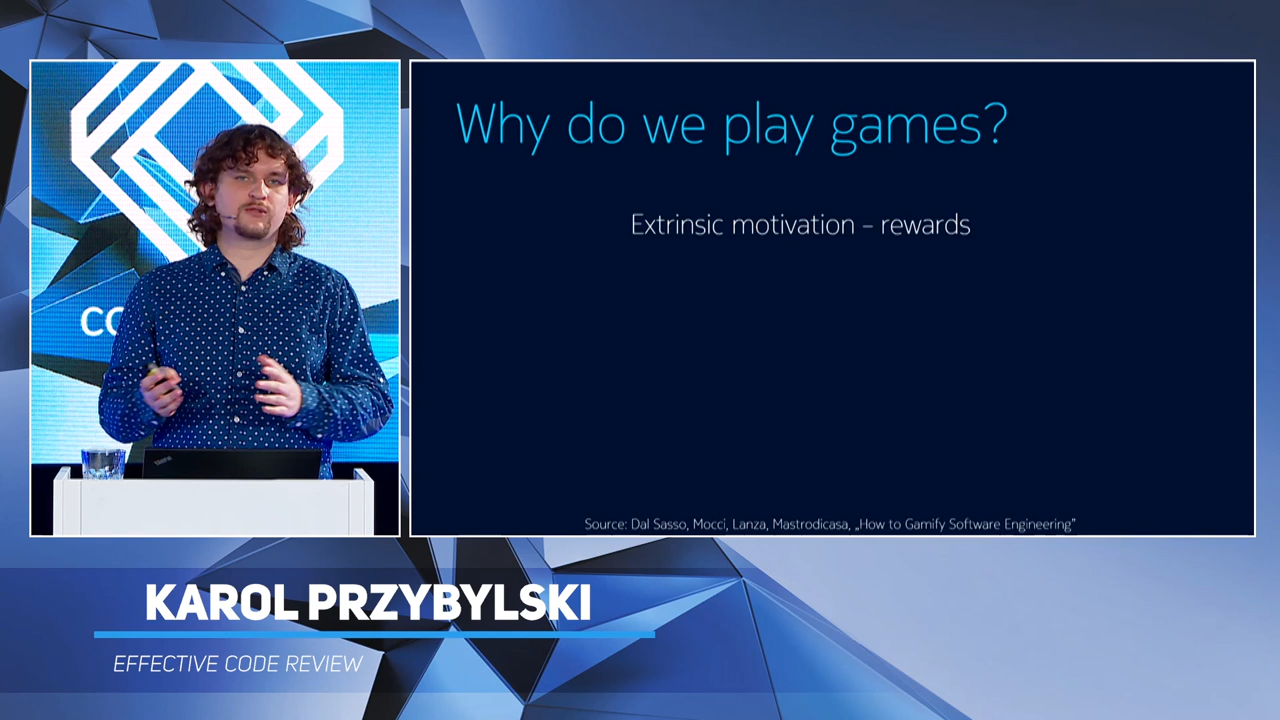 Why do we play games?
Extrinsic motivation – rewards
Source: Dal Sasso, Mocci, Lanza, Mastrodicasa, „How to Gamify Software Engineering”
KAROL PRZYBYLSKI
EFFECTIVE CODE REVIEW